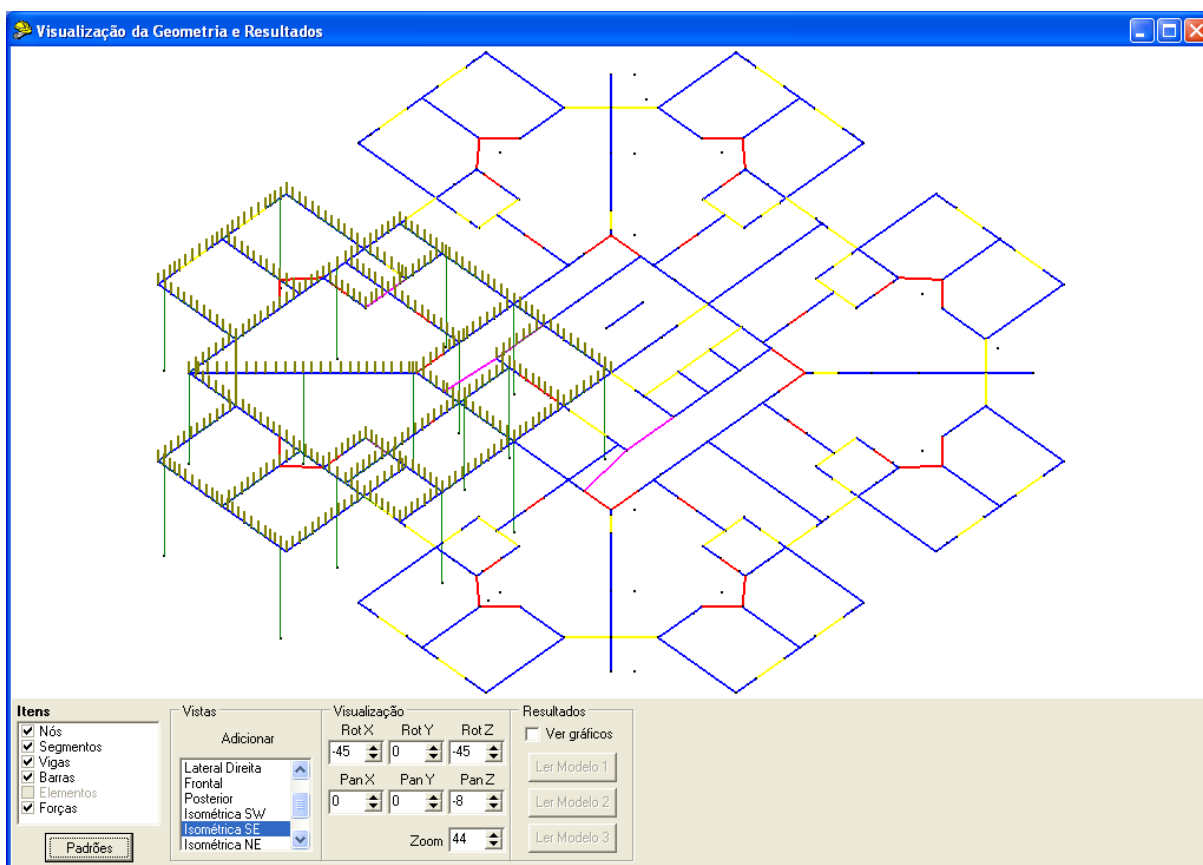 Visualização da Geometria e Resultados
Itens
Nós
Segmentos
Vigas
Barras
Elementos
Forças
Padrões
Vistas
Adicionar
Lateral Direita
Frontal
Posterior
Isométrica SW
Isométrica SE
Isométrica NE
Visualização
Rot X Rot Y Rot Z
-45 0 -45
Pan X Pan Y Pan Z
0 0 -8
Zoom 44
Resultados
Ver gráficos
Ler Modelo 1
Ler Modelo 2
Ler Modelo 3